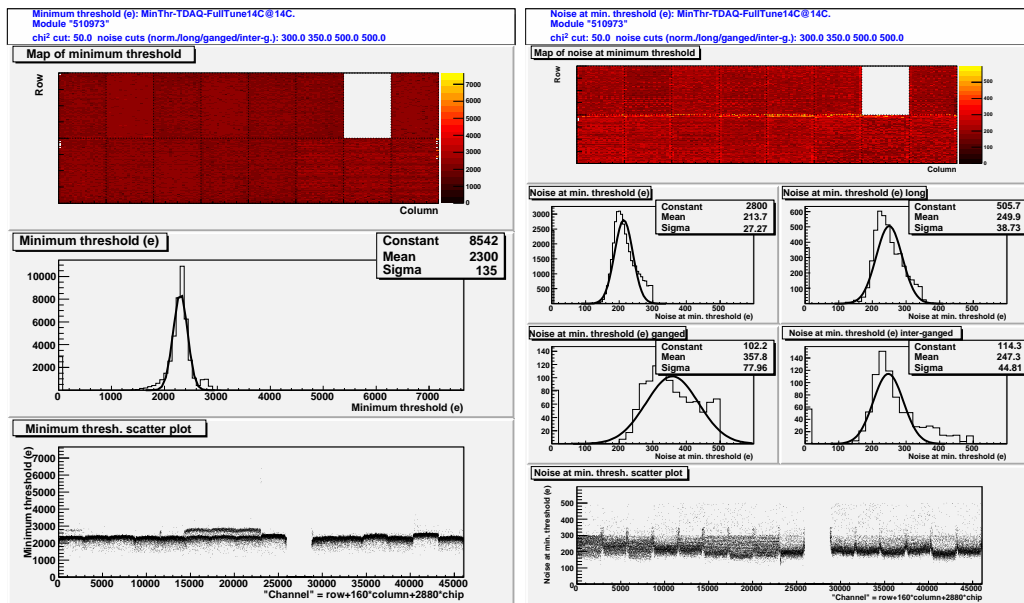 Minimum threshold (e): MinThr-TDAQ-FullTune14C@14C.
Module "510973"
chi² cut: 50.0 noise cuts (norm./long/ganged/inter-g.): 300.0 350.0 500.0 500.0
Map of minimum threshold
Row
7000
6000
5000
4000
3000
2000
1000
0
Column
Minimum threshold (e)
Constant 8542
Mean 2300
Sigma 135
10000
8000
6000
4000
2000
0 1000 2000 3000 4000 5000 6000 7000
Minimum threshold (e)
Minimum thresh. scatter plot
Minimum threshold (e)
7000
6000
5000
4000
3000
2000
1000
0
0 5000 10000 15000 20000 25000 30000 35000 40000 45000
"Channel" = row+160*column+2880*chip
Noise at min. threshold (e): MinThr-TDAQ-FullTune14C@14C.
Module "510973"
chi² cut: 50.0 noise cuts (norm./long/ganged/inter-g.): 300.0 350.0 500.0 500.0
Map of noise at minimum threshold
Row
500
400
300
200
100
0
Column
Noise at min. threshold (e)
Constant 2800
Mean 213.7
Sigma 27.27
3000
2500
2000
1500
1000
500
0 100 200 300 400 500
Noise at min. threshold (e)
Noise at min. threshold (e) long
Constant 505.7
Mean 249.9
Sigma 38.73
600
500
400
300
200
100
0 100 200 300 400 500
Noise at min. threshold (e)
Noise at min. threshold (e) ganged
Constant 102.2
Mean 357.8
Sigma 77.96
140
120
100
80
60
40
20
0 100 200 300 400 500
Noise at min. threshold (e)
Noise at min. threshold (e) inter-ganged
Constant 114.3
Mean 247.3
Sigma 44.81
140
120
100
80
60
40
20
0 100 200 300 400 500
Noise at min. threshold (e)
Noise at min. thresh. scatter plot
Noise at min. threshold (e)
500
400
300
200
100
0
0 5000 10000 15000 20000 25000 30000 35000 40000 45000
"Channel" = row+160*column+2880*chip